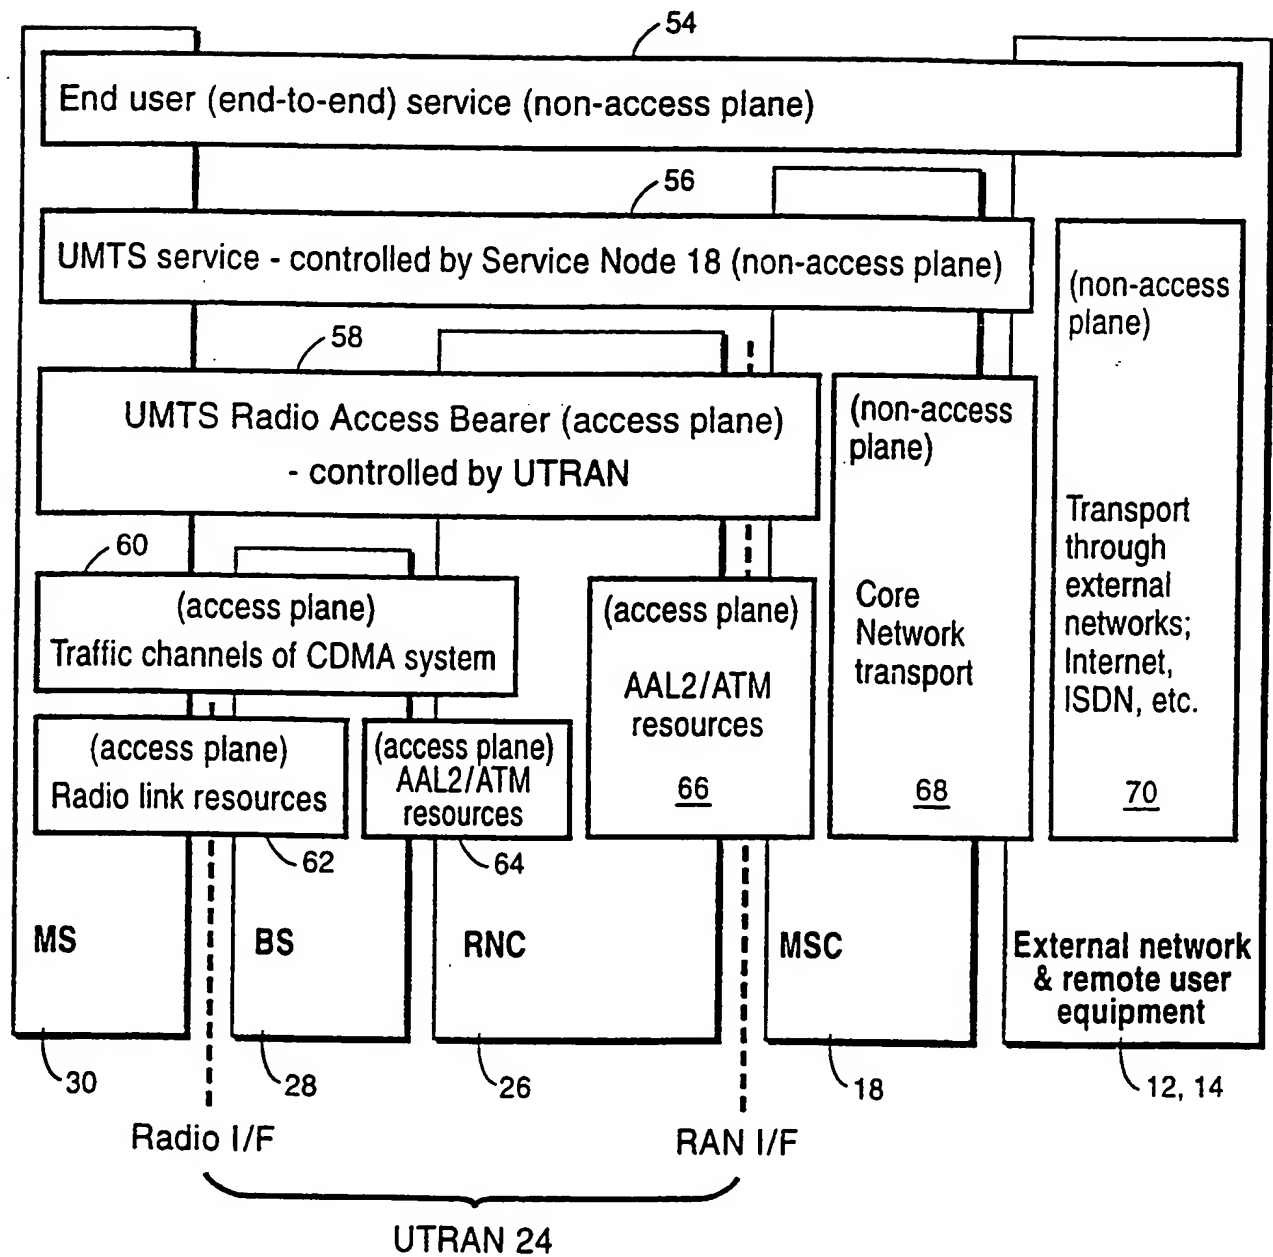 54
End user (end-to-end) service (non-access plane)
56
UMTS service - controlled by Service Node 18 (non-access plane)
(non-access
plane)
Transport
through
external
networks;
Internet,
ISDN, etc.
70
58
UMTS Radio Access Bearer (access plane)
- controlled by UTRAN
(non-access
plane)
Core
Network
transport
68
60
(access plane)
Traffic channels of CDMA system
(access plane)
AAL2/ATM
resources
66
(access plane)
Radio link resources
62
(access plane)
AAL2/ATM
resources
64
MS
BS
RNC
MSC
External network
& remote user
equipment
30
28
26
18
12, 14
Radio I/F
RAN I/F
UTRAN 24